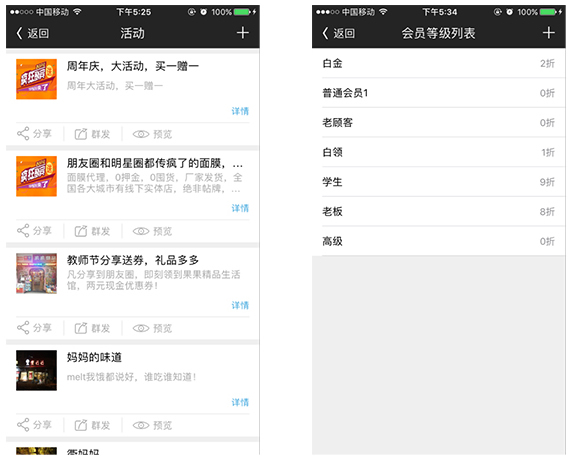 中国移动 下午5:25 100%
返回 活动
周年庆，大活动，买一赠一
周年庆，大活动，买一赠一
详情
分享 群发 预览
朋友圈和明星圈都传疯了的面膜，...
面膜代理，0押金，0囤货，厂家发货，全
国各大城市有线下实体店，绝非帖牌，...
详情
分享 群发 预览
教师节分享送券，礼品多多
凡分享到朋友圈，即刻领到果果精品生活
馆，两元现金优惠券！
详情
分享 群发 预览
妈妈的味道
melt我饿都说好，谁吃谁知道！
详情
分享 群发 预览
中国移动 下午5:34 100%
返回 会员等级列表
白金 2折
普通会员1 0折
老顾客 0折
白领 1折
学生 9折
老板 8折
高级 0折